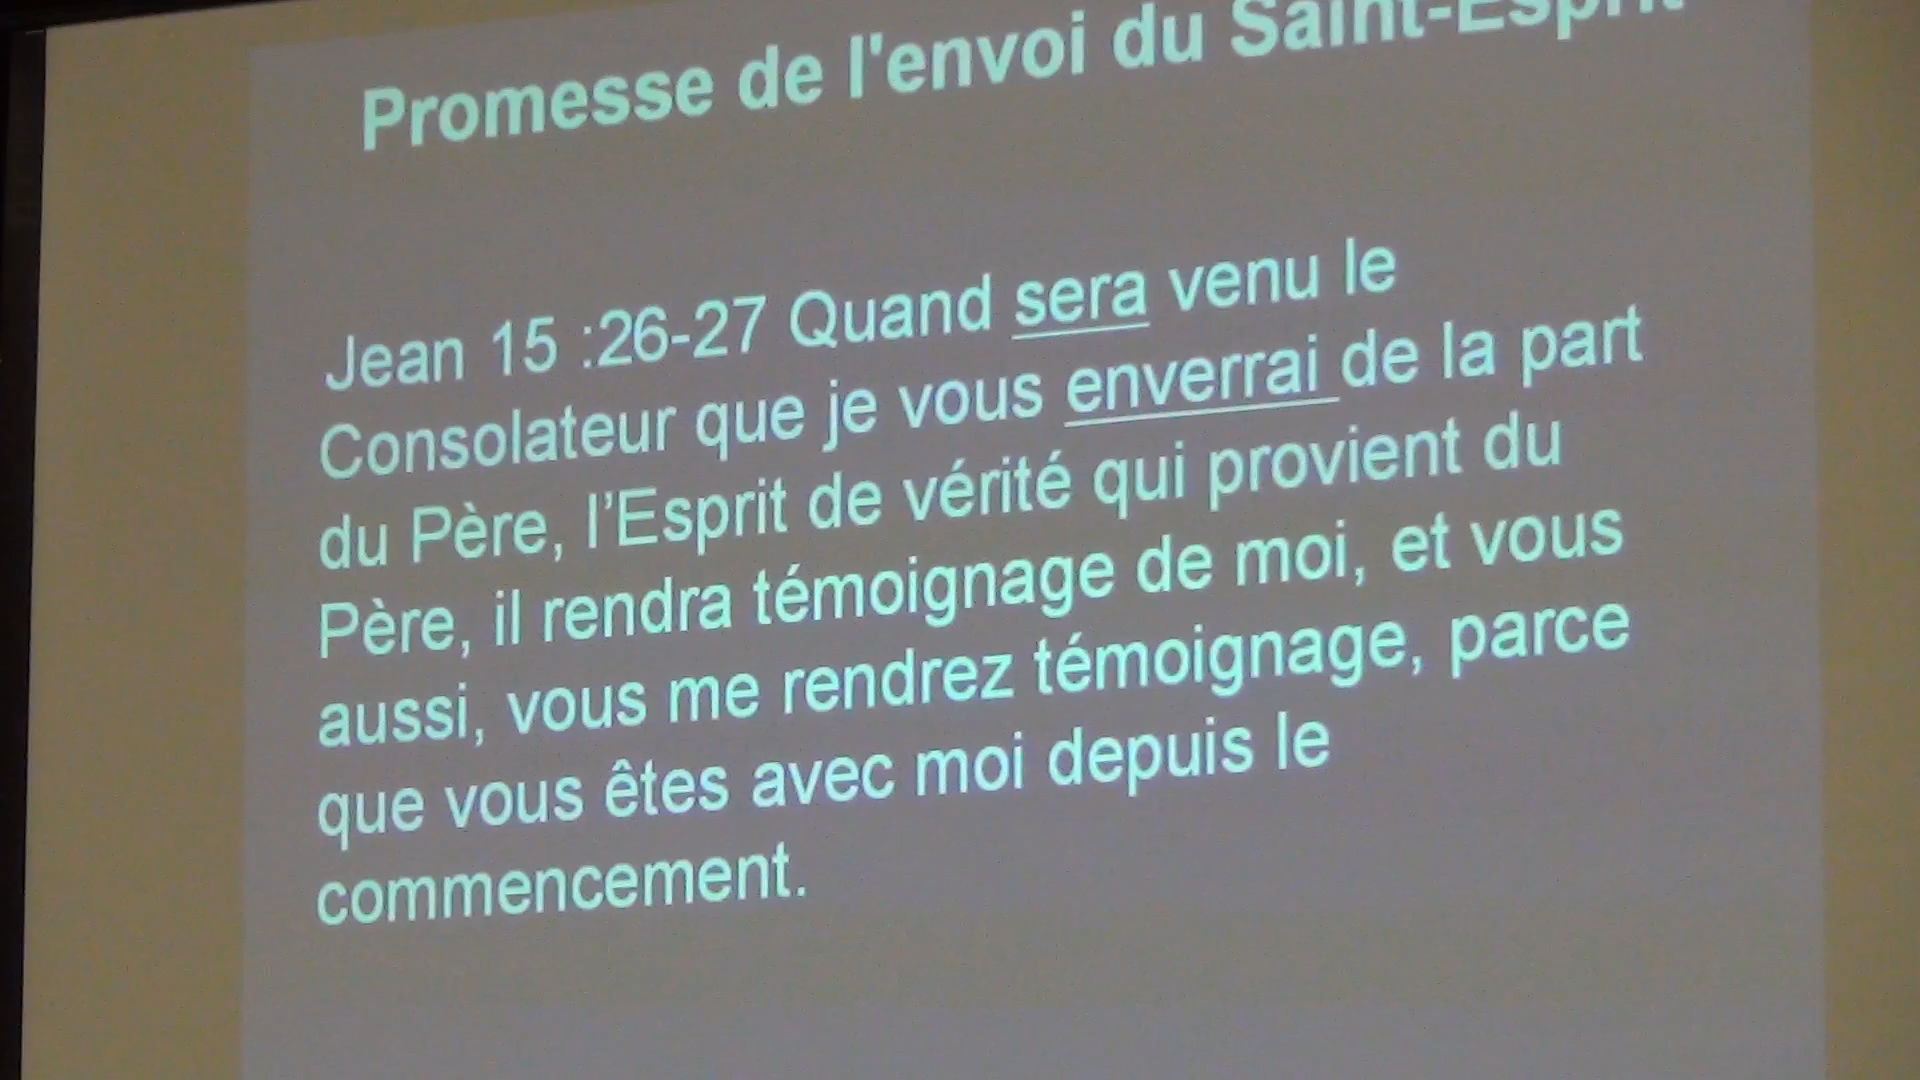 Promesse de l'envoi du Saint-Esprit
Jean 15 :26-27 Quand sera venu le
Consolateur que je vous enverrai de la part
du Père, l’Esprit de vérité qui provient du
Père, il rendra témoignage de moi, et vous
aussi, vous me rendrez témoignage, parce
que vous êtes avec moi depuis le
commencement.